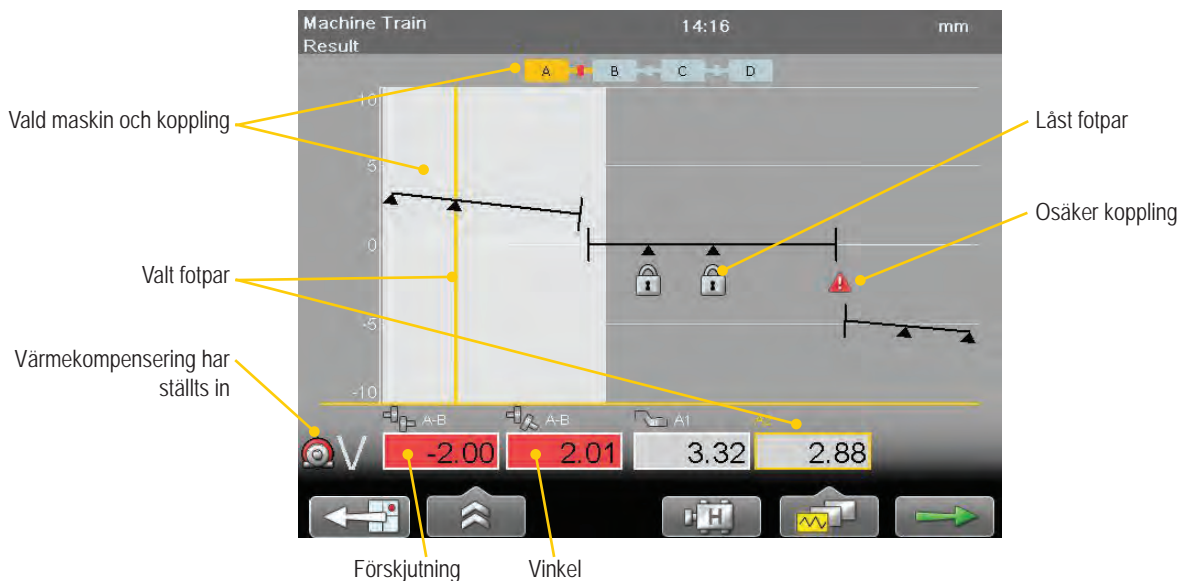 Machine Train
14:16
mm
Result
A
B
C
D
Vald maskin och koppling
Låst fotpar
Osäker koppling
Valt fotpar
Värmekompensering har
ställts in
10
5
0
-5
-10
A-B
A-B
A1
A2
V
-2.00
2.01
3.32
2.88
H
Förskjutning
Vinkel